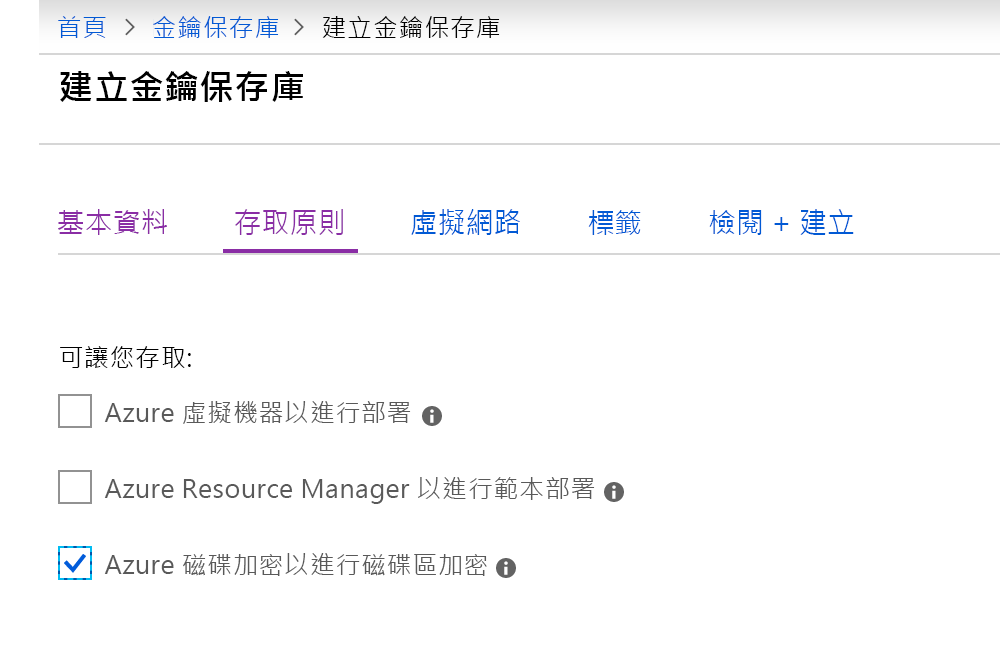 首頁 > 金鑰保存庫 > 建立金鑰保存庫
建立金鑰保存庫
基本資料 存取原則 虛擬網路 標籤 檢閱 + 建立
可讓您存取:
Azure 虛擬機器以進行部署
Azure Resource Manager 以進行範本部署
Azure 磁碟加密以進行磁碟區加密